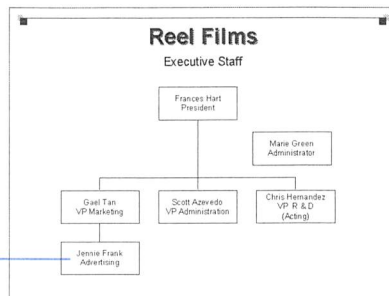 Reel Films
Executive Staff
Frances Hart
President
Marie Green
Administrator
Gael Tan
VP Marketing
Scott Azevedo
VP Administration
Chris Hernandez
VP R & D
(Acting)
Jennie Frank
Advertising